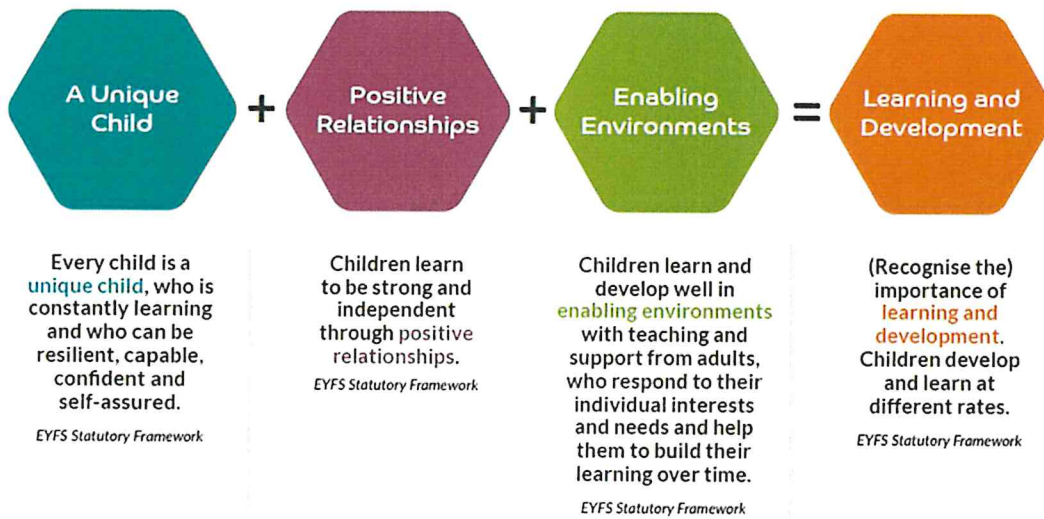 A Unique
Child
+
Positive
Relationships
+
Enabling
Environments
=
Learning and
Development
Every child is a
unique child, who is
constantly learning
and who can be
resilient, capable,
confident and
self-assured.
EYFS Statutory Framework
Children learn
to be strong and
independent
through positive
relationships.
EYFS Statutory Framework
Children learn and
develop well in
enabling environments
with teaching and
support from adults,
who respond to their
individual interests
and needs and help
them to build their
learning over time.
EYFS Statutory Framework
(Recognise the)
importance of
learning and
development.
Children develop
and learn at
different rates.
EYFS Statutory Framework